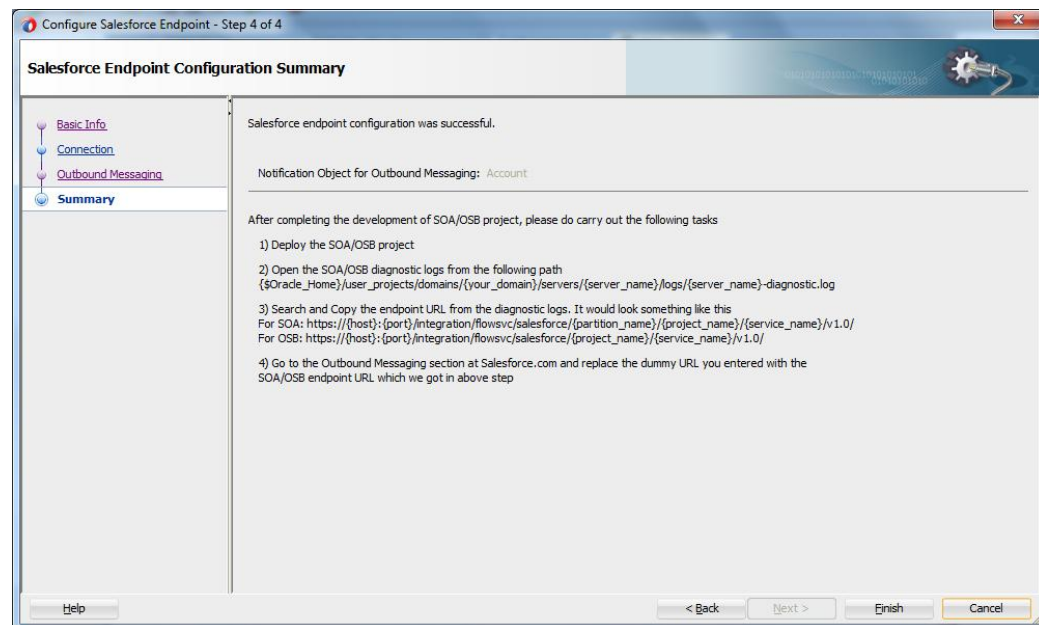 Configure Salesforce Endpoint - Step 4 of 4
Salesforce Endpoint Configuration Summary
Basic Info
Connection
Outbound Messaging
Summary
Salesforce endpoint configuration was successful.
Notification Object for Outbound Messaging: Account
After completing the development of SOA/OSB project, please do carry out the following tasks
1) Deploy the SOA/OSB project
2) Open the SOA/OSB diagnostic logs from the following path
{$Oracle_Home}/user_projects/domains/{your_domain}/servers/{server_name}/logs/{server_name}-diagnostic.log
3) Search and Copy the endpoint URL from the diagnostic logs. It would look something like this
For SOA: https://{host}:{port}/integration/flowsvc/salesforce/{partition_name}/{project_name}/{service_name}/v1.0/
For OSB: https://{host}:{port}/integration/flowsvc/salesforce/{project_name}/{service_name}/v1.0/
4) Go to the Outbound Messaging section at Salesforce.com and replace the dummy URL you entered with the
SOA/OSB endpoint URL which we got in above step
Help
< Back
Next >
Finish
Cancel